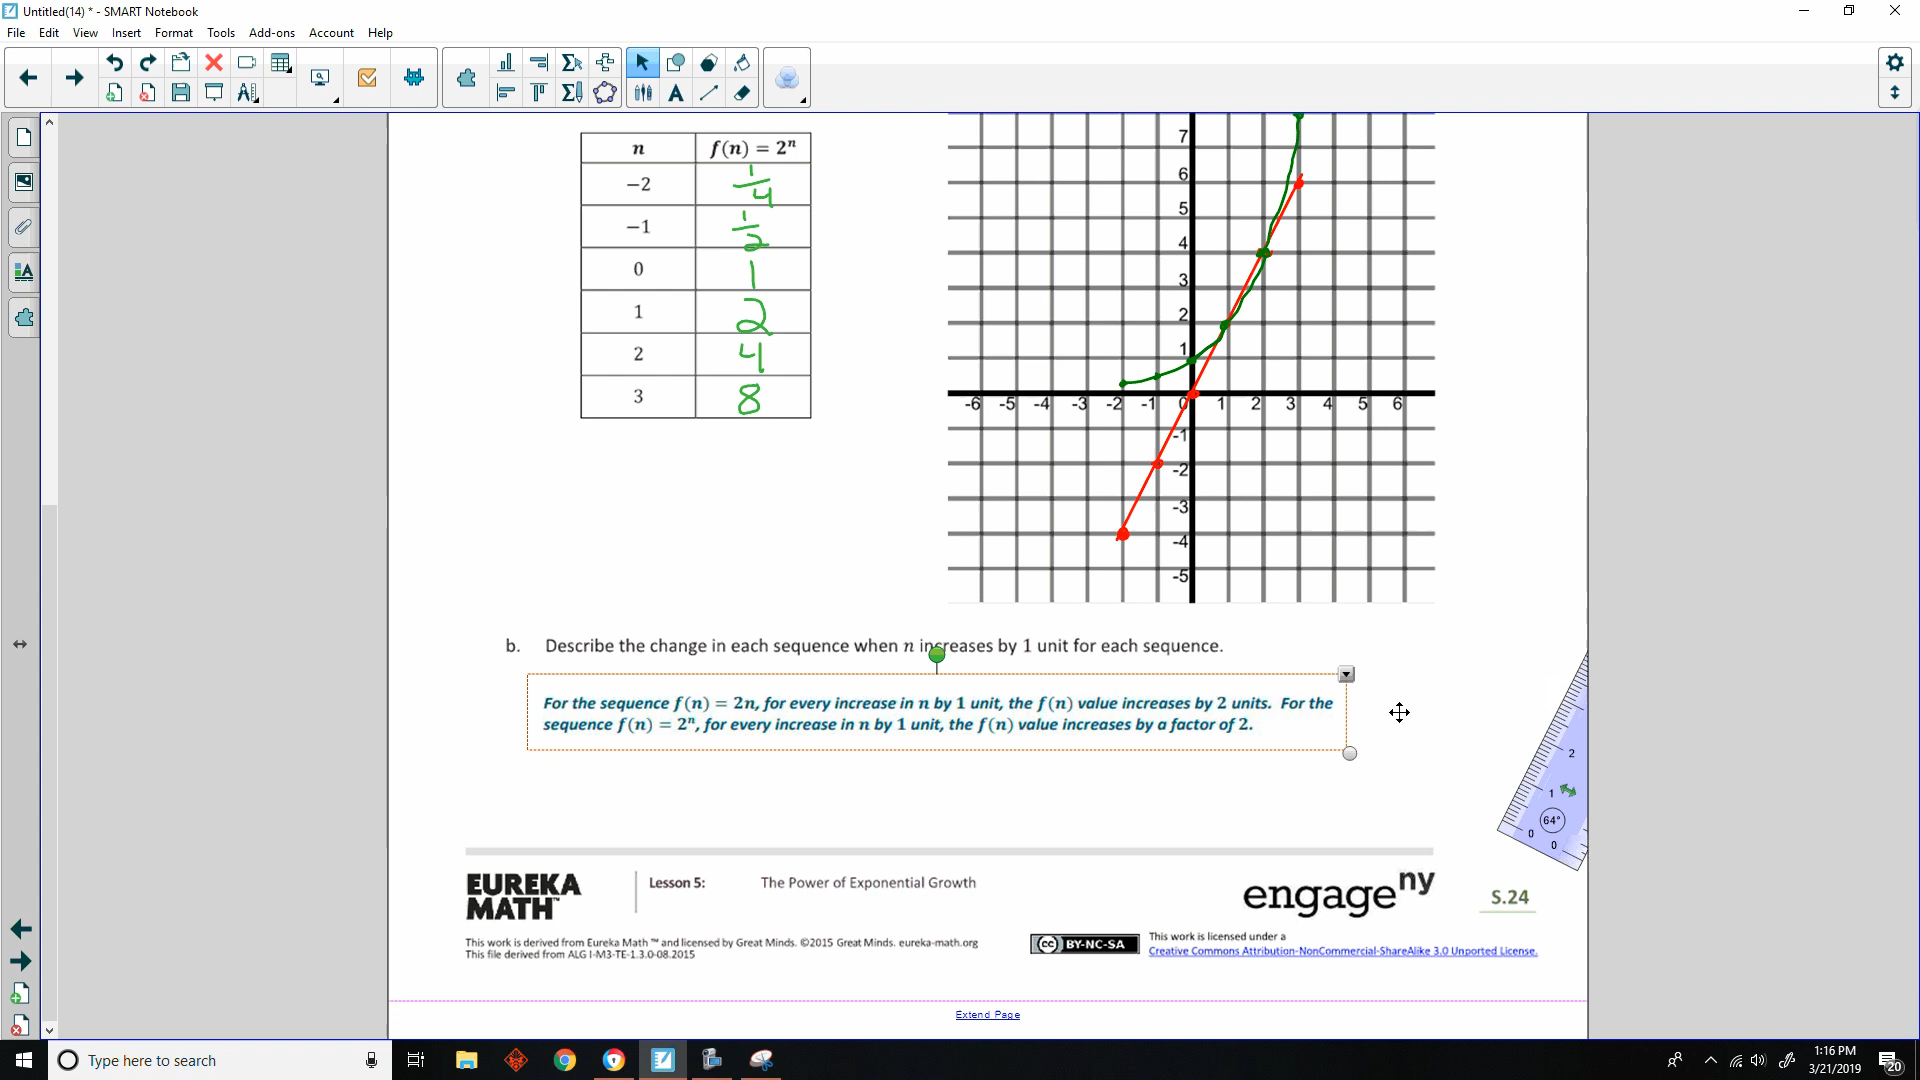 Untitled(14) * - SMART Notebook
File Edit View Insert Format Tools Add-ons Account Help
n f(n) = 2ⁿ
−2 1/4
−1 1/2
0 1
1 2
2 4
3 8
7
6
5
4
3
2
1
-6 -5 -4 -3 -2 -1 0 1 2 3 4 5 6
-1
-2
-3
-4
-5
b. Describe the change in each sequence when n increases by 1 unit for each sequence.
For the sequence f(n) = 2n, for every increase in n by 1 unit, the f(n) value increases by 2 units. For the
sequence f(n) = 2ⁿ, for every increase in n by 1 unit, the f(n) value increases by a factor of 2.
2
1
64°
0
0
EUREKA
MATH™
Lesson 5: The Power of Exponential Growth
engageny
S.24
This work is derived from Eureka Math ™ and licensed by Great Minds. ©2015 Great Minds. eureka-math.org
This file derived from ALG I-M3-TE-1.3.0-08.2015
cc BY-NC-SA
This work is licensed under a
Creative Commons Attribution-NonCommercial-ShareAlike 3.0 Unported License.
Extend Page
Type here to search
1:16 PM
3/21/2019
20